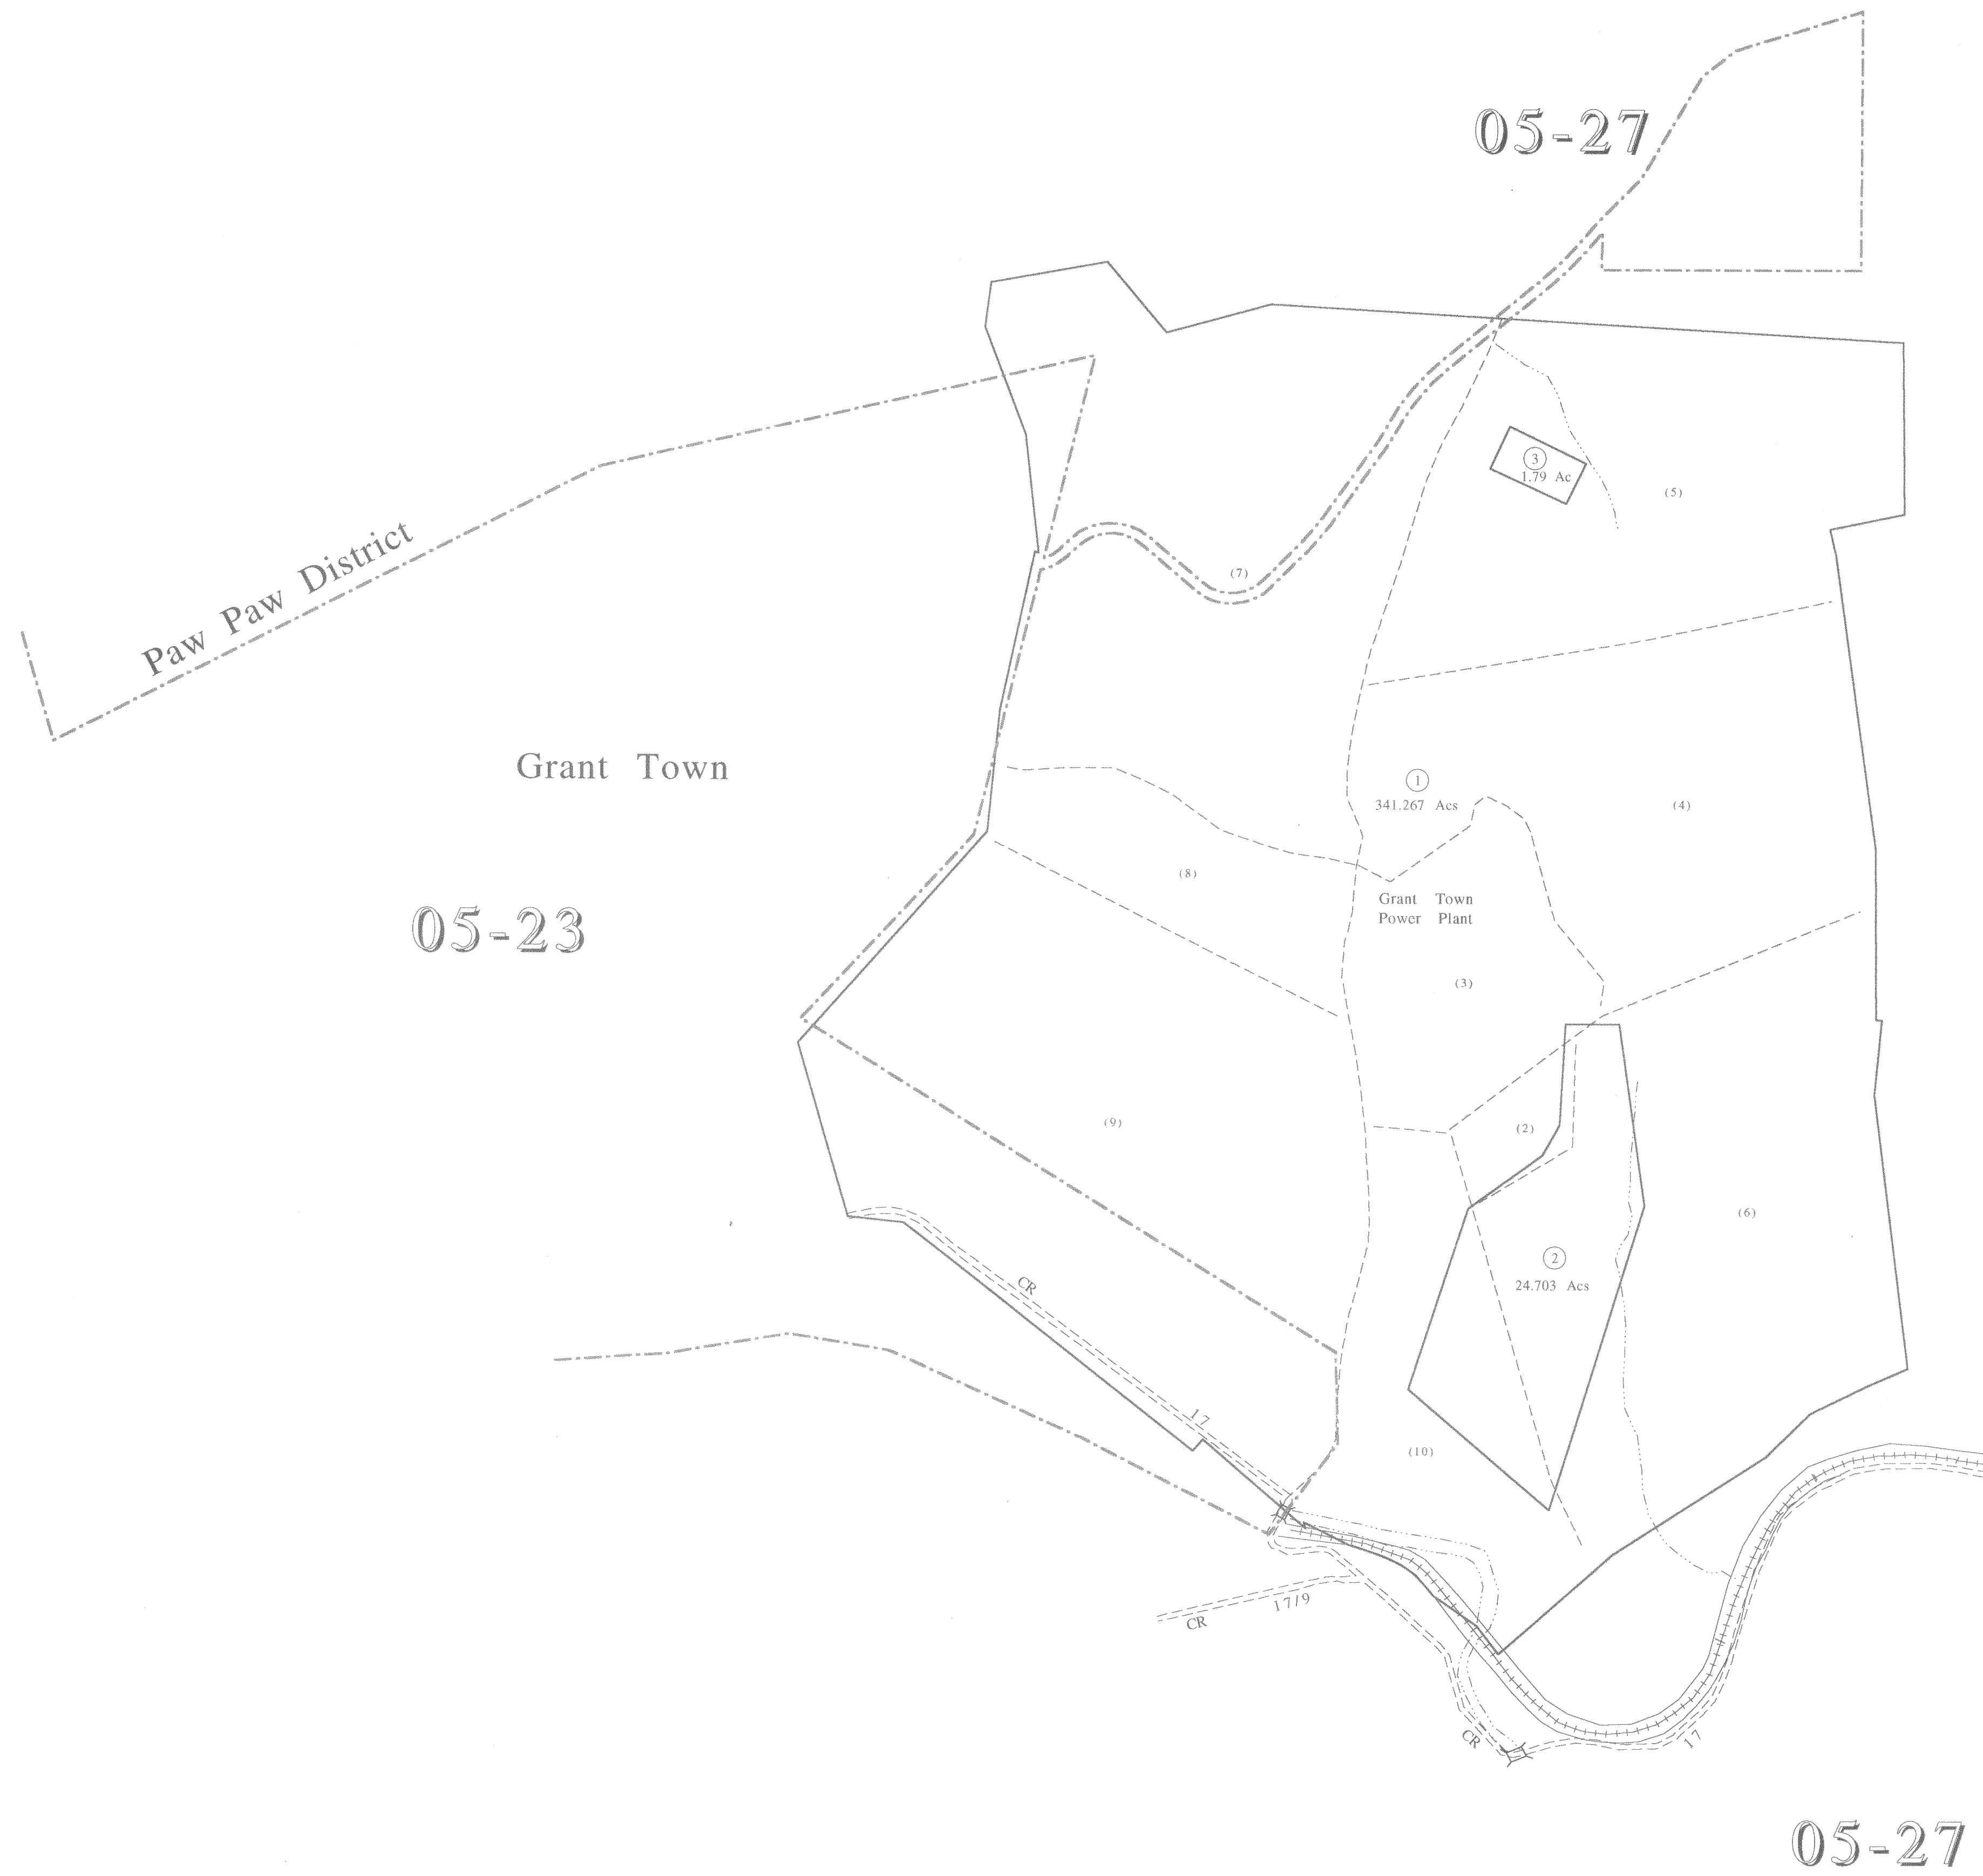 05-27
3
1.79 Ac
(5)
Paw Paw District
(7)
Grant Town
1
341.267 Acs
(4)
(8)
Grant Town
Power Plant
05-23
(3)
(9)
(2)
(6)
2
24.703 Acs
CR
17
(10)
CR
17/9
CR
17
05-27